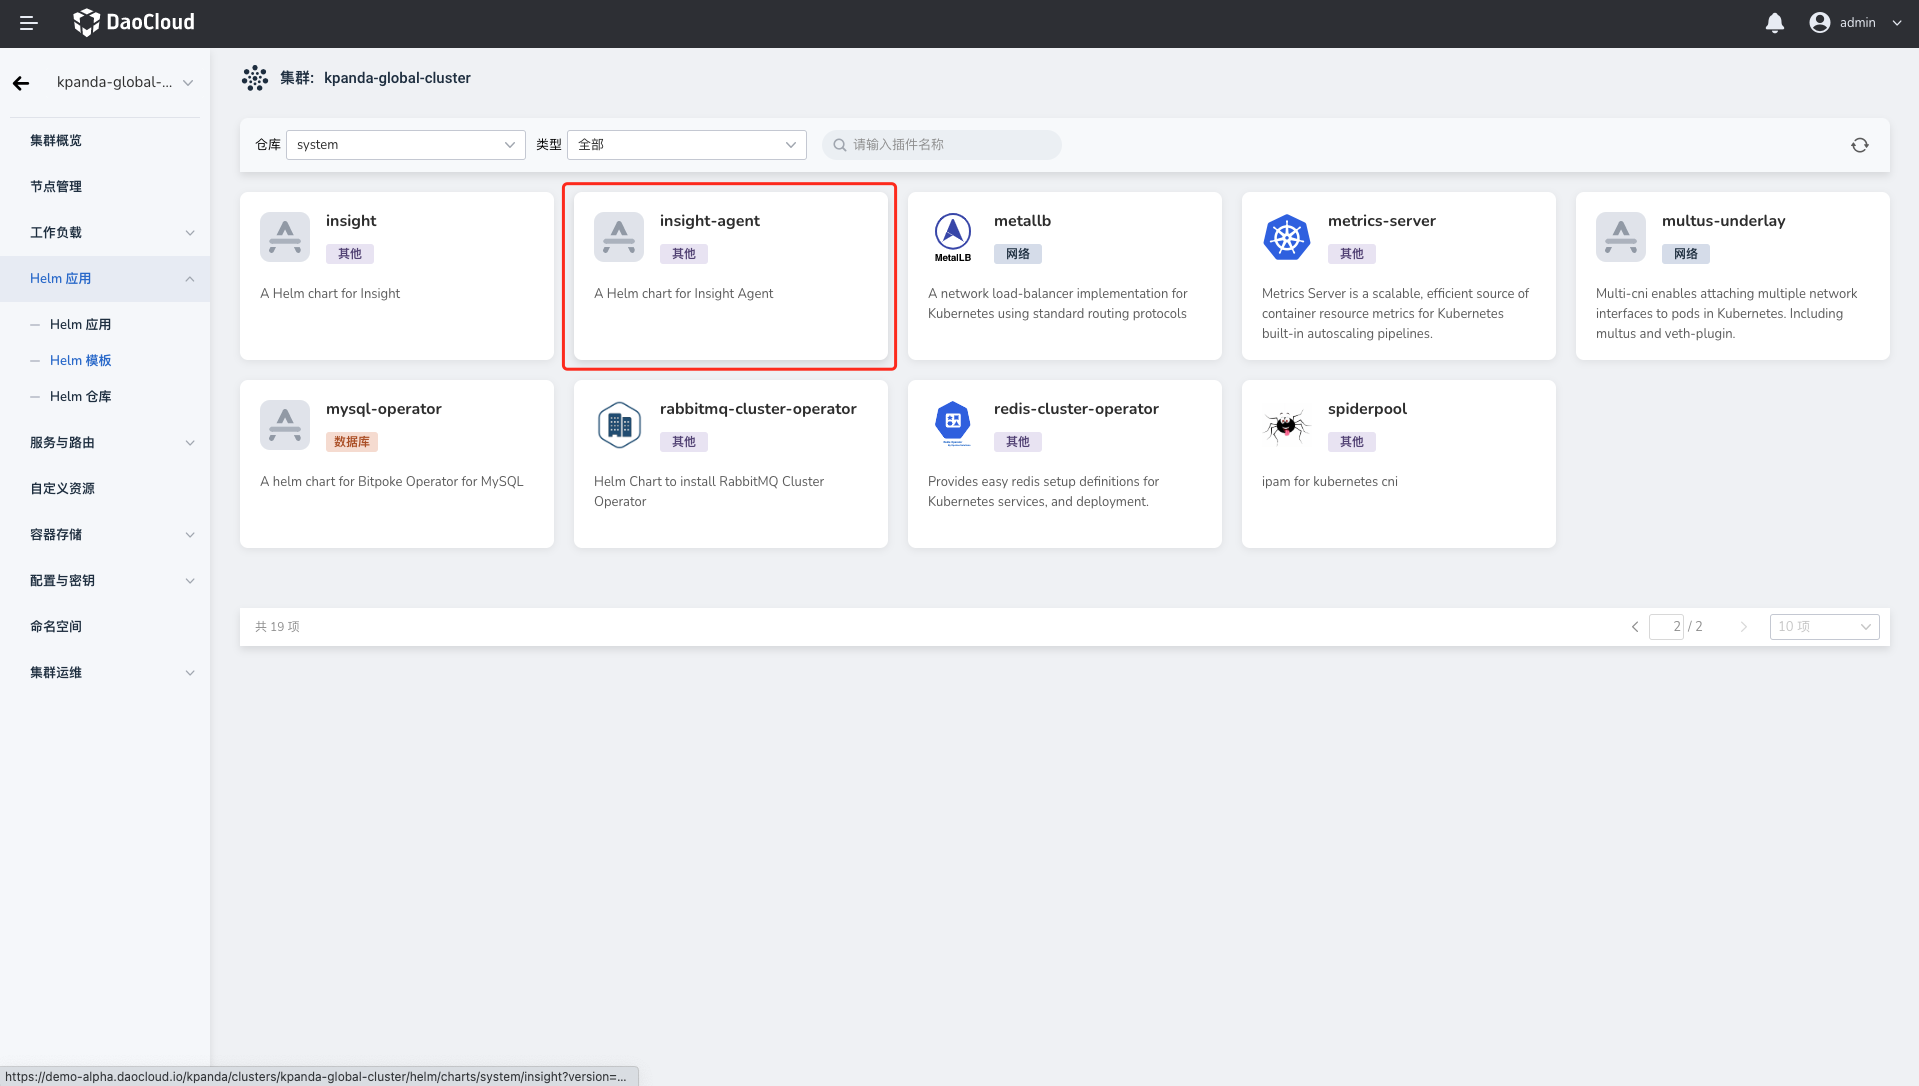 DaoCloud
admin
kpanda-global-...
集群概览
节点管理
工作负载
Helm 应用
Helm 应用
Helm 模板
Helm 仓库
服务与路由
自定义资源
容器存储
配置与密钥
命名空间
集群运维
集群: kpanda-global-cluster
仓库 system 类型 全部 请输入插件名称
insight
其他
A Helm chart for Insight
insight-agent
其他
A Helm chart for Insight Agent
MetalLB
metallb
网络
A network load-balancer implementation for
Kubernetes using standard routing protocols
metrics-server
其他
Metrics Server is a scalable, efficient source of
container resource metrics for Kubernetes
built-in autoscaling pipelines.
multus-underlay
网络
Multi-cni enables attaching multiple network
interfaces to pods in Kubernetes. Including
multus and veth-plugin.
mysql-operator
数据库
A helm chart for Bitpoke Operator for MySQL
rabbitmq-cluster-operator
其他
Helm Chart to install RabbitMQ Cluster
Operator
redis-cluster-operator
其他
Provides easy redis setup definitions for
Kubernetes services, and deployment.
spiderpool
其他
ipam for kubernetes cni
共 19 项
2 / 2
10 项
https://demo-alpha.daocloud.io/kpanda/clusters/kpanda-global-cluster/helm/charts/system/insight?version=...